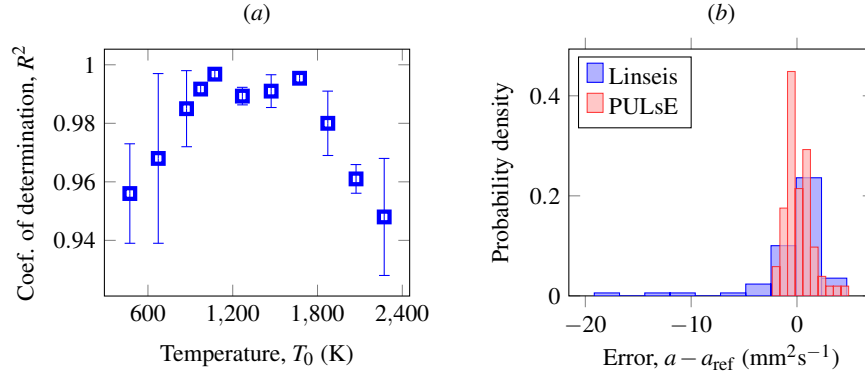 (a)
1
0.98
0.96
0.94
600
1,200
1,800
2,400
Coef. of determination, R²
Temperature, T₀ (K)
(b)
Linseis
PULsE
0.4
0.2
0
−20
−10
0
Probability density
Error, a − a_ref (mm²s⁻¹)